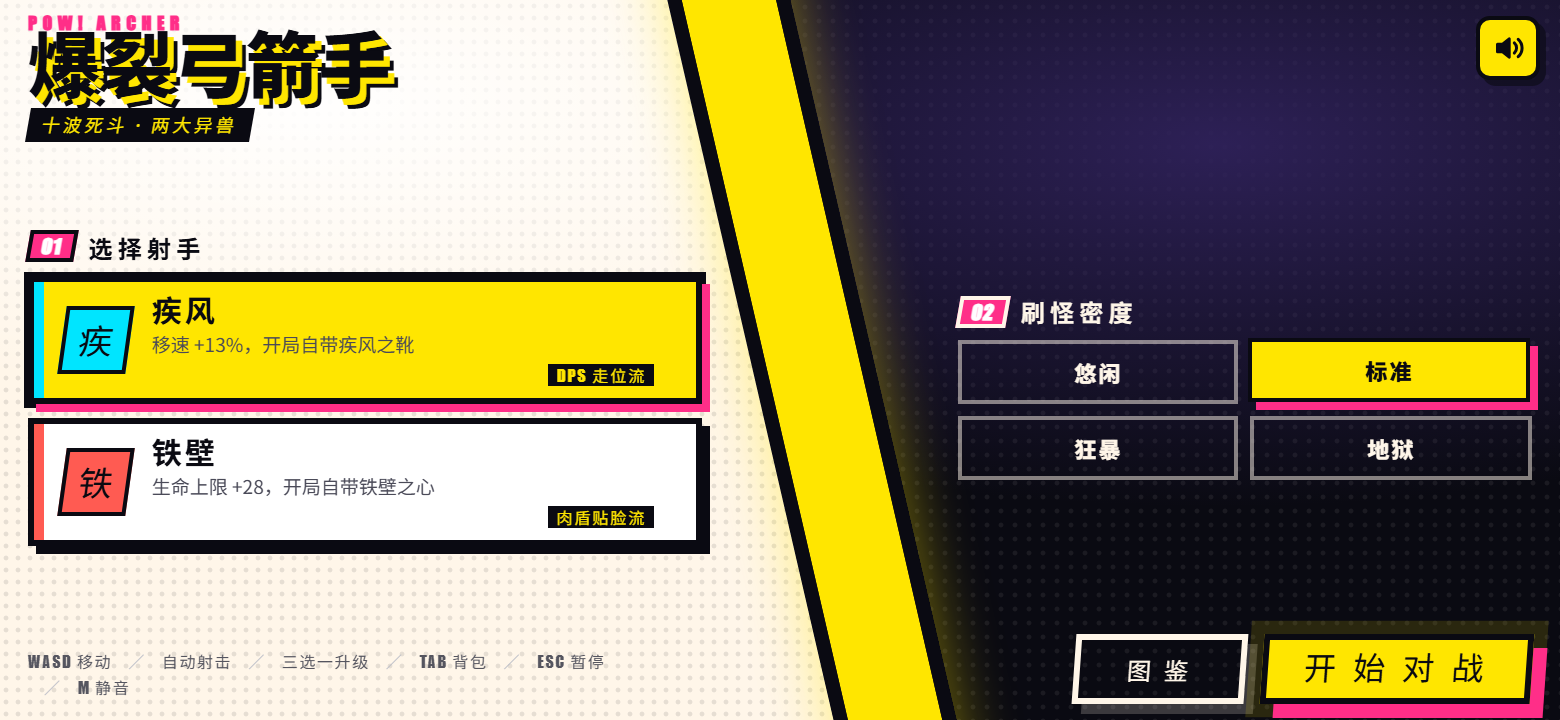 POW! ARCHER
爆裂弓箭手
十波死斗 · 两大异兽
01 选择射手
疾
疾风
移速 +13%，开局自带疾风之靴
DPS 走位流
铁
铁壁
生命上限 +28，开局自带铁壁之心
肉盾贴脸流
WASD 移动 ／ 自动射击 ／ 三选一升级 ／ TAB 背包 ／ ESC 暂停
／ M 静音
02 刷怪密度
悠闲 标准
狂暴 地狱
图鉴 开始对战